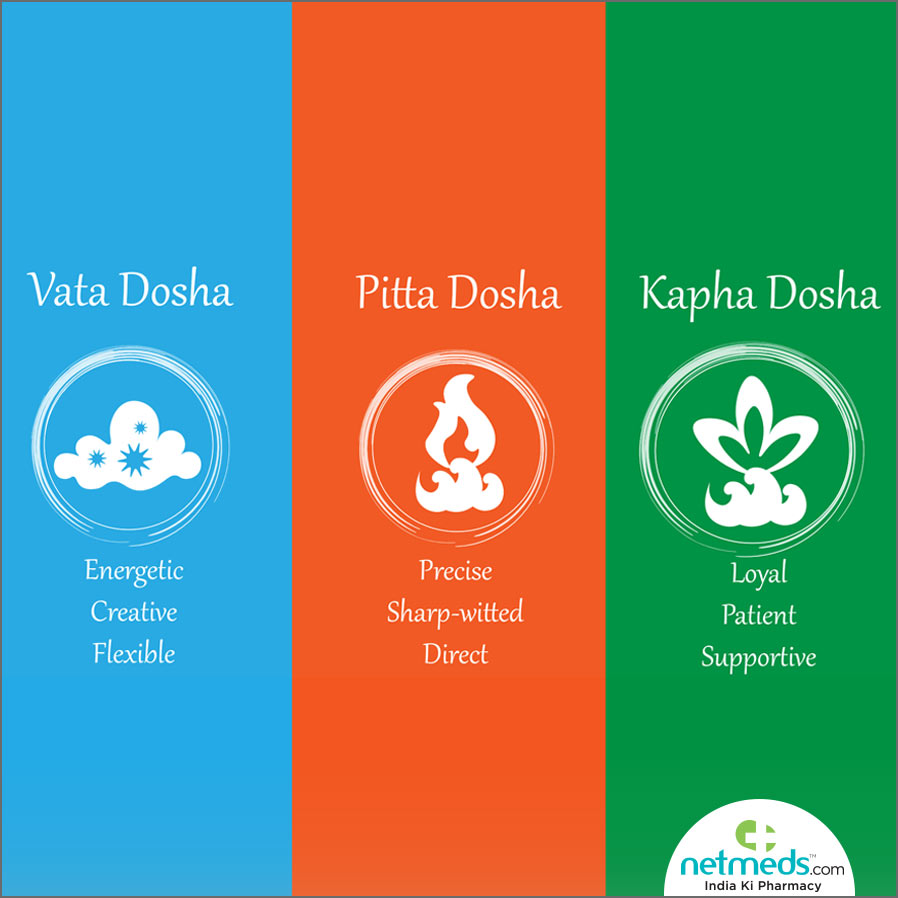 Vata Dosha
Energetic
Creative
Flexible
Pitta Dosha
Precise
Sharp-witted
Direct
Kapha Dosha
Loyal
Patient
Supportive
netmeds.com™
India Ki Pharmacy